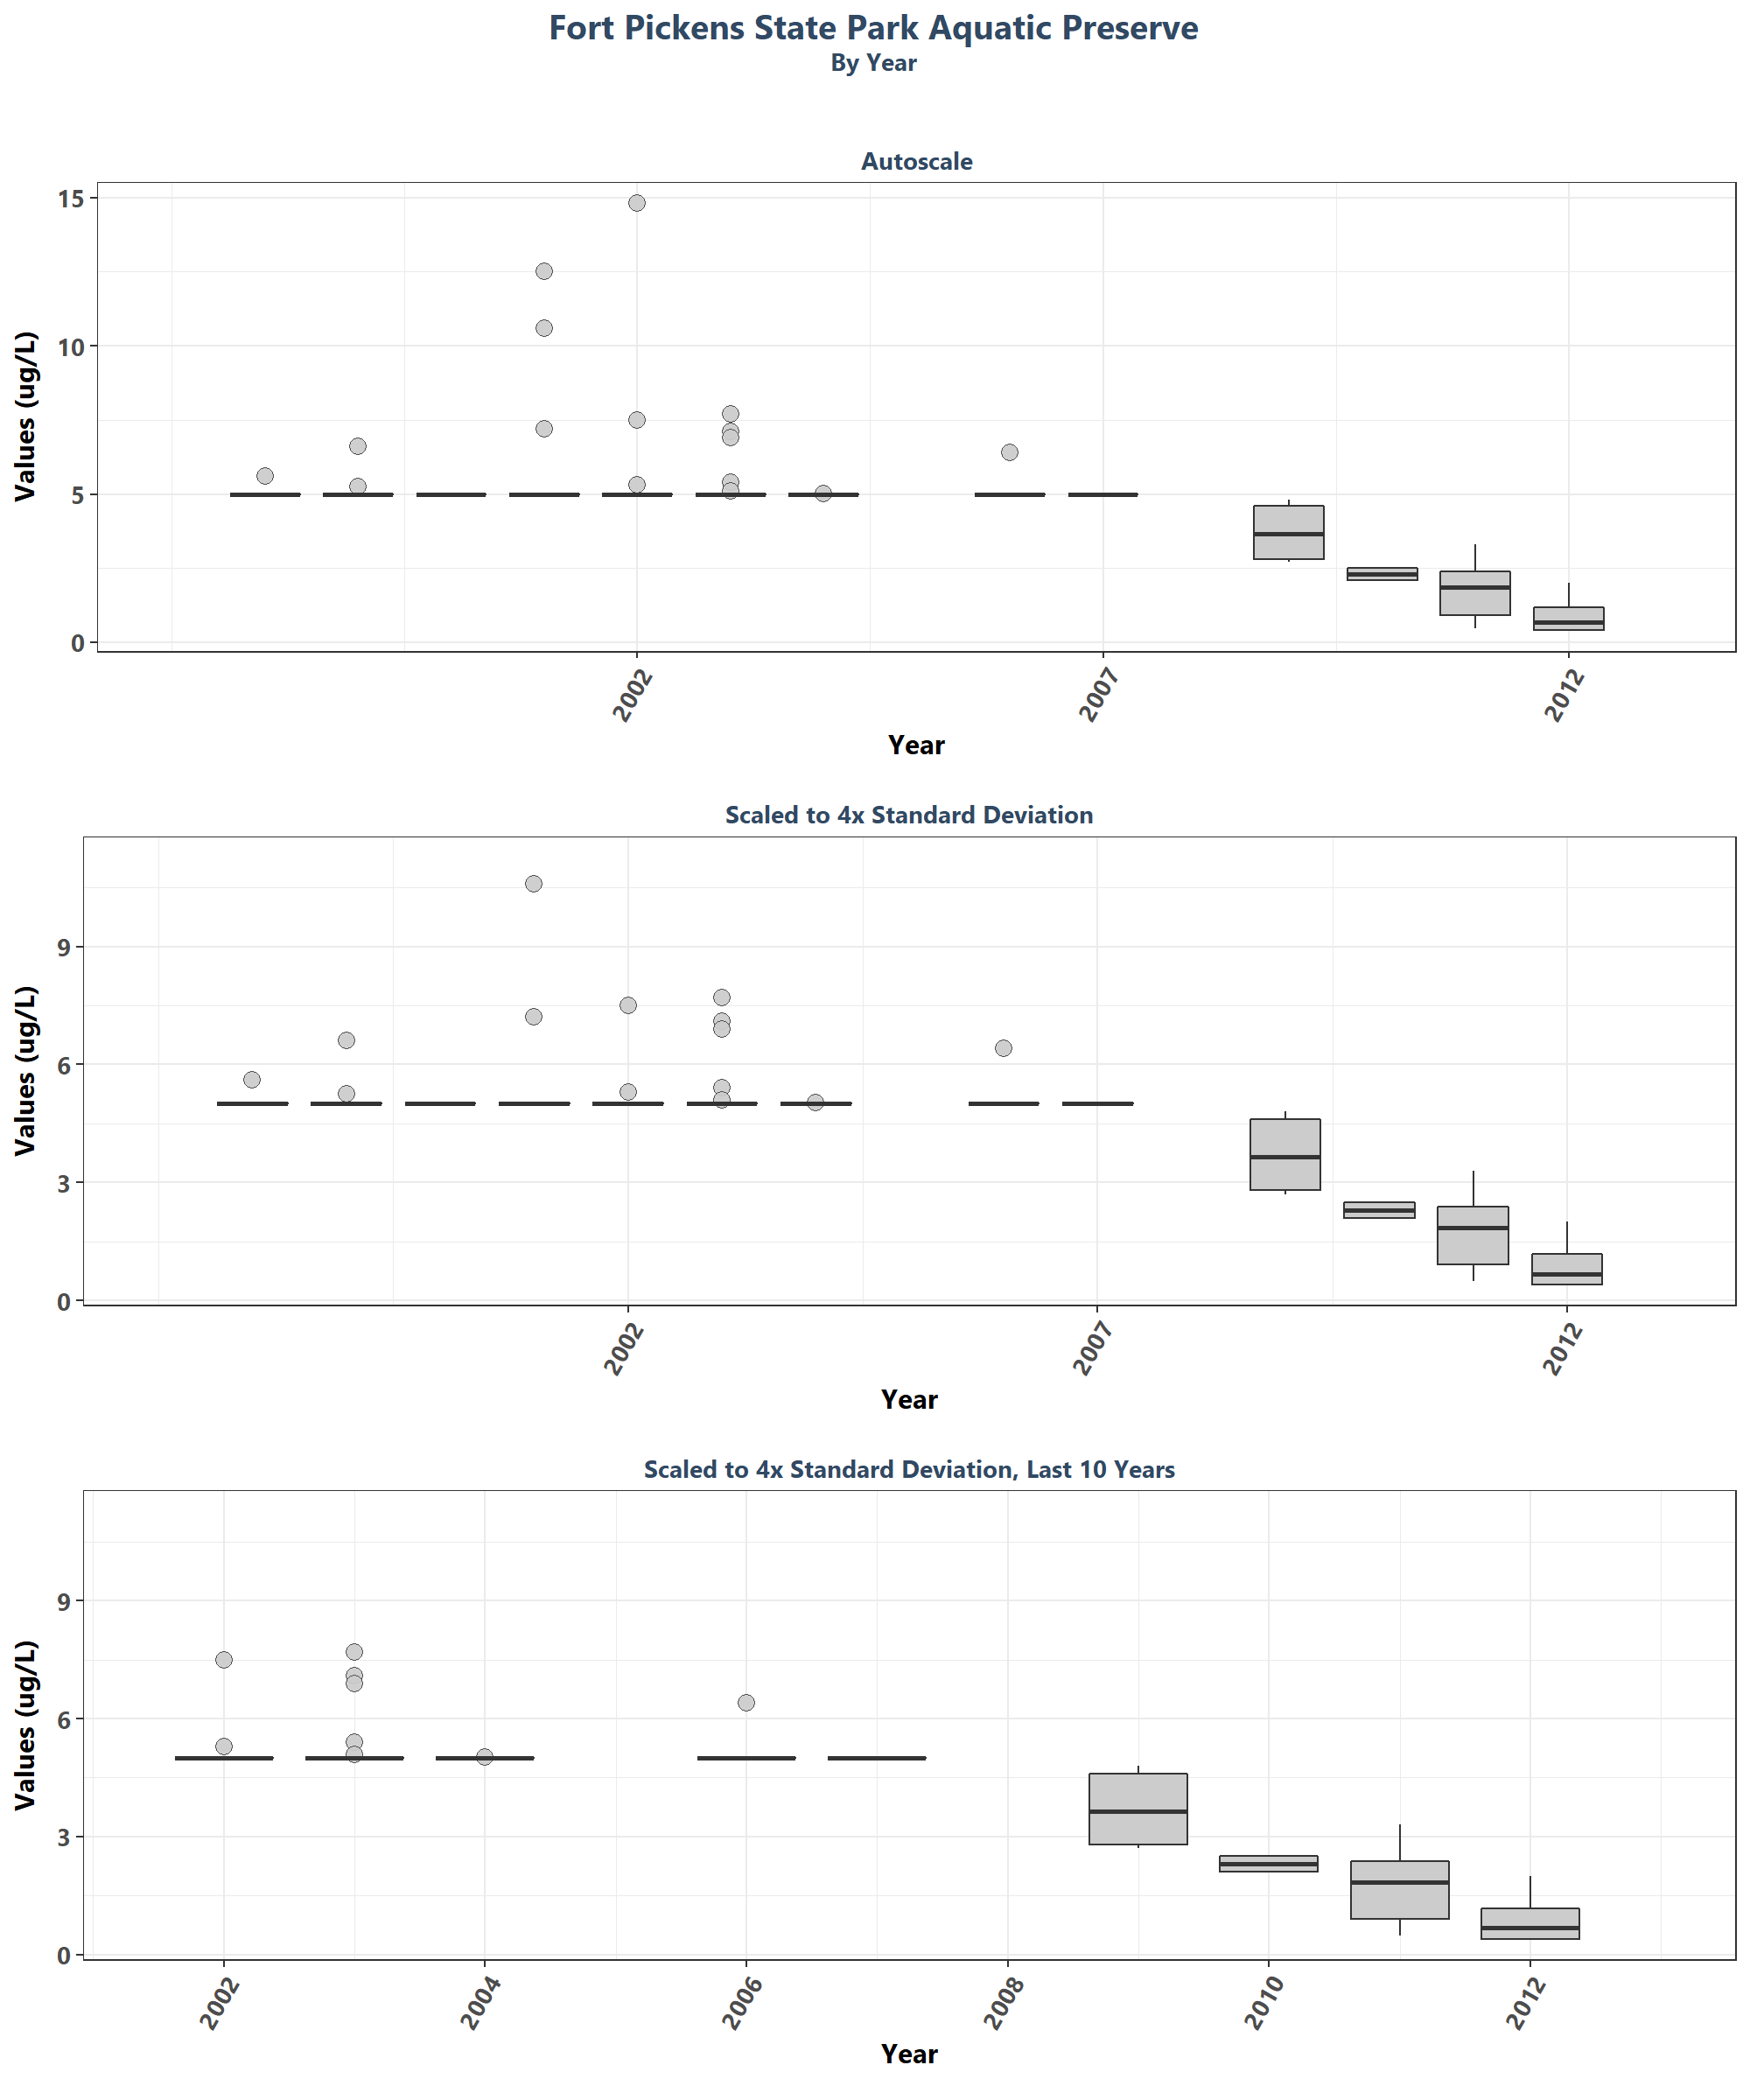 Fort Pickens State Park Aquatic Preserve
By Year
Autoscale
Values (ug/L)
15
10
5
0
2002
2007
2012
Year
Scaled to 4x Standard Deviation
Values (ug/L)
9
6
3
0
2002
2007
2012
Year
Scaled to 4x Standard Deviation, Last 10 Years
Values (ug/L)
9
6
3
0
2002
2004
2006
2008
2010
2012
Year